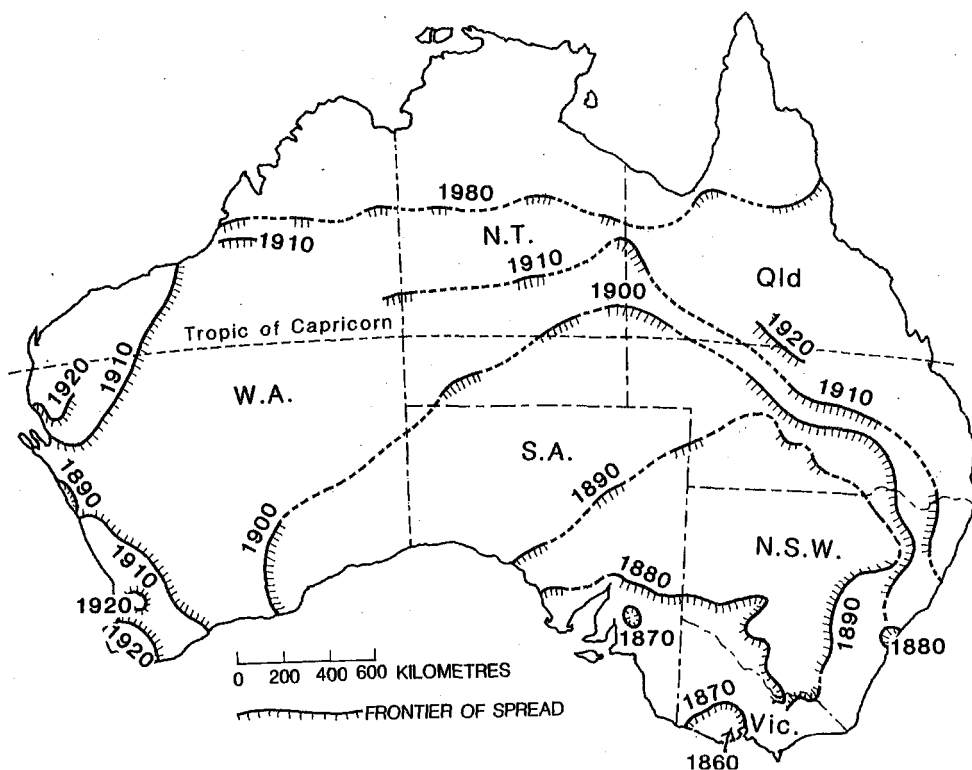 1980
N.T.
1910
1910
Qld
1900
Tropic of Capricorn
1920
1920
1910
W.A.
1910
S.A.
1890
1890
1900
N.S.W.
1910
1880
1890
1920
1870
1880
1920
0 200 400 600 KILOMETRES
1870
FRONTIER OF SPREAD
Vic.
1860